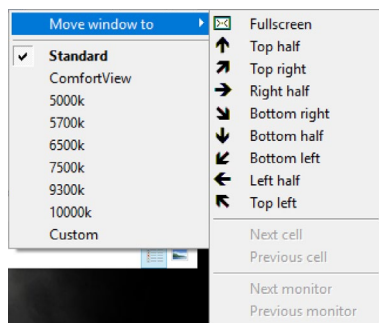 Move window to
Standard
ComfortView
5000k
5700k
6500k
7500k
9300k
10000k
Custom
Fullscreen
Top half
Top right
Right half
Bottom right
Bottom half
Bottom left
Left half
Top left
Next cell
Previous cell
Next monitor
Previous monitor